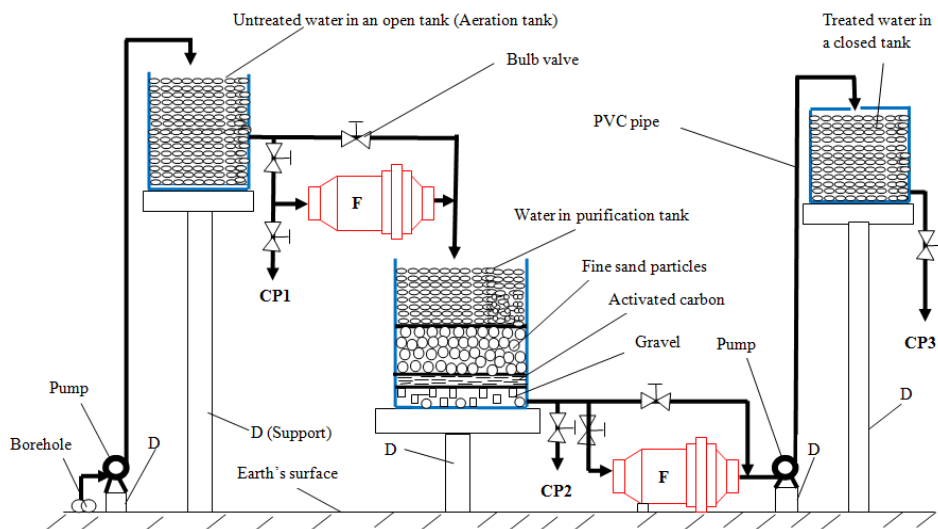 Untreated water in an open tank (Aeration tank)
Treated water in
a closed tank
Bulb valve
PVC pipe
F
Water in purification tank
Fine sand particles
CP1
Activated carbon
Gravel
Pump
CP3
Pump
D
D (Support)
D
Borehole
D
D
Earth's surface
CP2
F